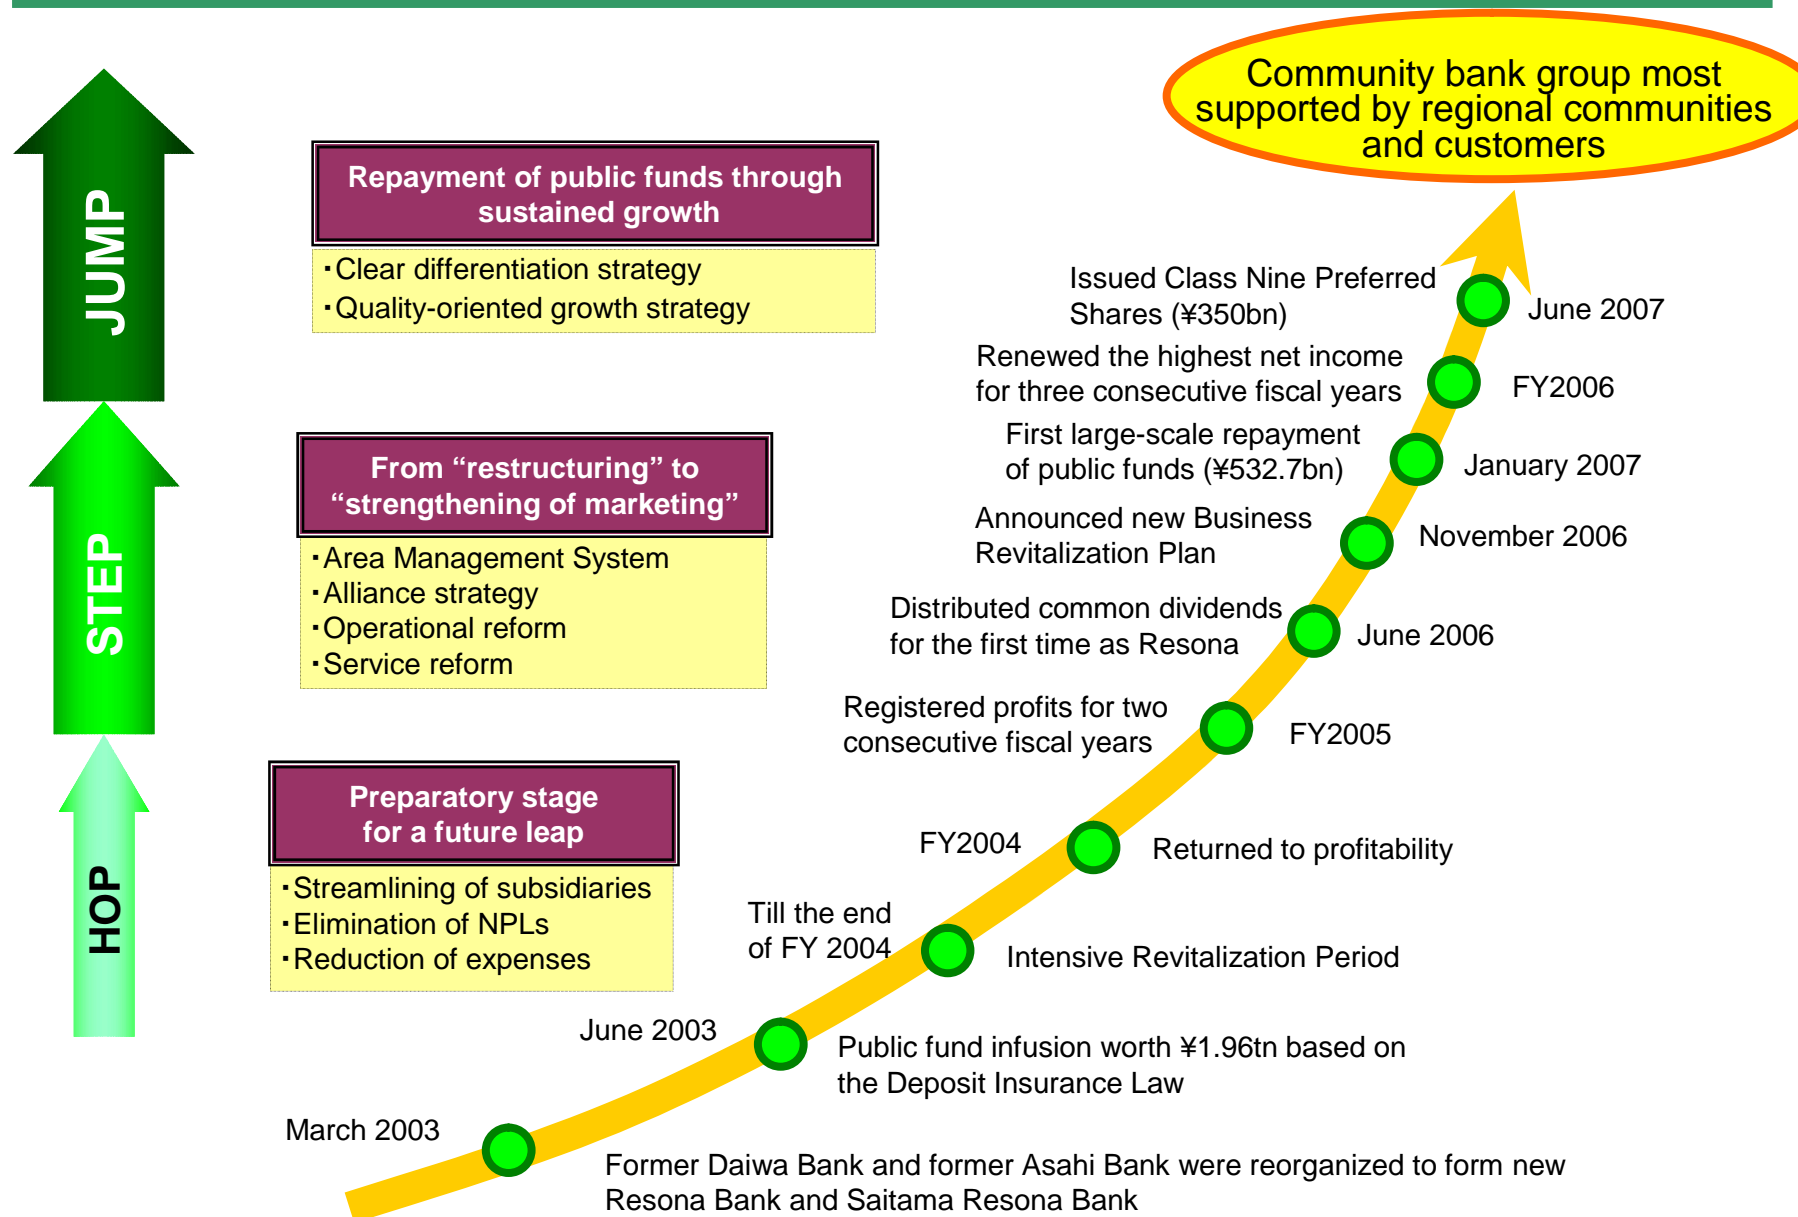 Community bank group most
supported by regional communities
and customers
JUMP
Repayment of public funds through
sustained growth
・Clear differentiation strategy
・Quality-oriented growth strategy
STEP
From “restructuring” to
“strengthening of marketing”
・Area Management System
・Alliance strategy
・Operational reform
・Service reform
HOP
Preparatory stage
for a future leap
・Streamlining of subsidiaries
・Elimination of NPLs
・Reduction of expenses
Issued Class Nine Preferred
Shares (¥350bn)
June 2007
Renewed the highest net income
for three consecutive fiscal years
FY2006
First large-scale repayment
of public funds (¥532.7bn)
January 2007
Announced new Business
Revitalization Plan
November 2006
Distributed common dividends
for the first time as Resona
June 2006
Registered profits for two
consecutive fiscal years
FY2005
FY2004
Returned to profitability
Till the end
of FY 2004
Intensive Revitalization Period
June 2003
Public fund infusion worth ¥1.96tn based on
the Deposit Insurance Law
March 2003
Former Daiwa Bank and former Asahi Bank were reorganized to form new
Resona Bank and Saitama Resona Bank